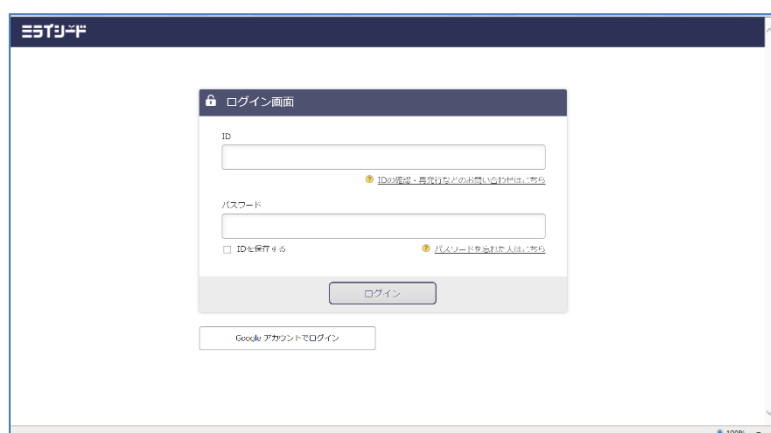 ミライシード
ログイン画面
ID
IDの確認・再発行などのお問い合わせはこちら
パスワード
IDを保存する
パスワードを忘れた人はこちら
ログイン
Google アカウントでログイン
100%